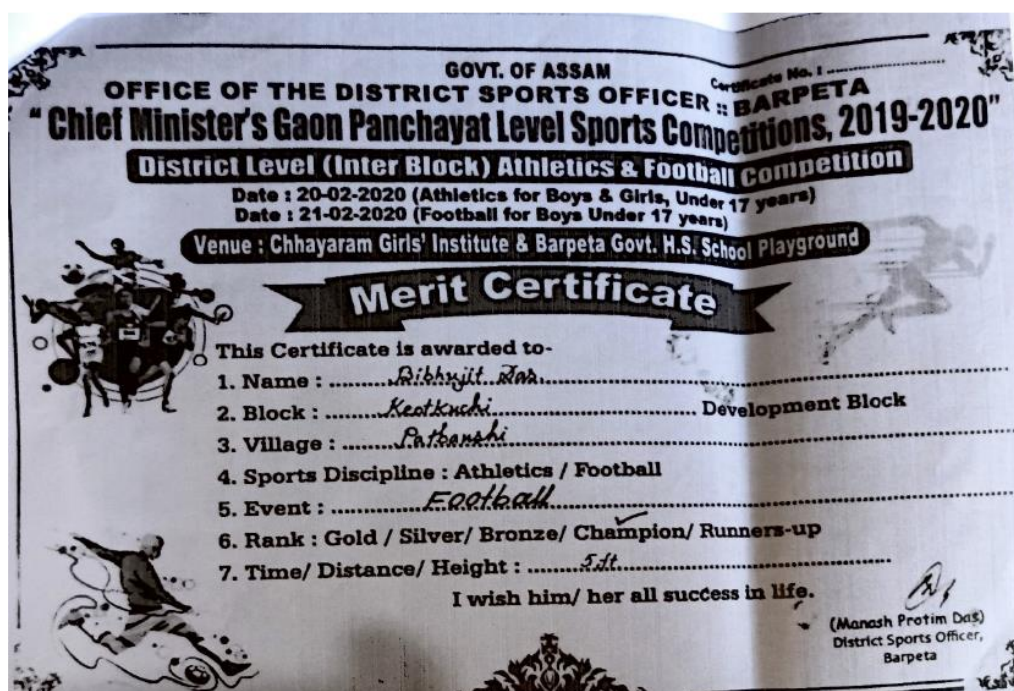 GOVT. OF ASSAM
Certificate No. : ........................
OFFICE OF THE DISTRICT SPORTS OFFICER :: BARPETA
“Chief Minister's Gaon Panchayat Level Sports Competitions, 2019-2020”
District Level (Inter Block) Athletics & Football Competition
Date : 20-02-2020 (Athletics for Boys & Girls, Under 17 years)
Date : 21-02-2020 (Football for Boys Under 17 years)
Venue : Chhayaram Girls' Institute & Barpeta Govt. H.S. School Playground
Merit Certificate
This Certificate is awarded to-
1. Name : Bibhujit Das
2. Block : Keotkuchi Development Block
3. Village : Patbaushi
4. Sports Discipline : Athletics / Football
5. Event : Football
6. Rank : Gold / Silver/ Bronze/ Champion/ Runners-up
7. Time/ Distance/ Height : 5 ft
I wish him/ her all success in life.
(Manash Protim Das)
District Sports Officer,
Barpeta